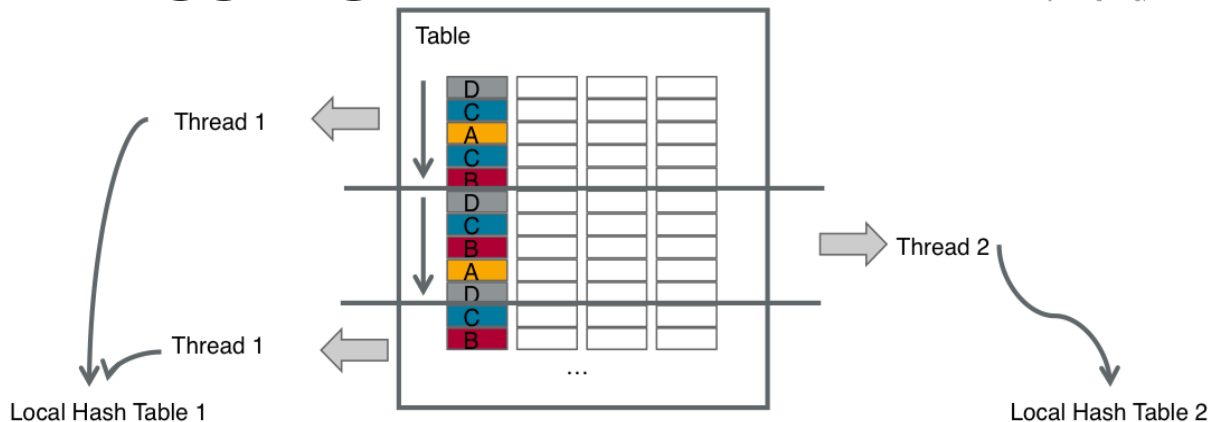 Table
D
C
A
C
B
D
C
B
A
D
C
B
...
Thread 1
Thread 2
Thread 1
Local Hash Table 1
Local Hash Table 2